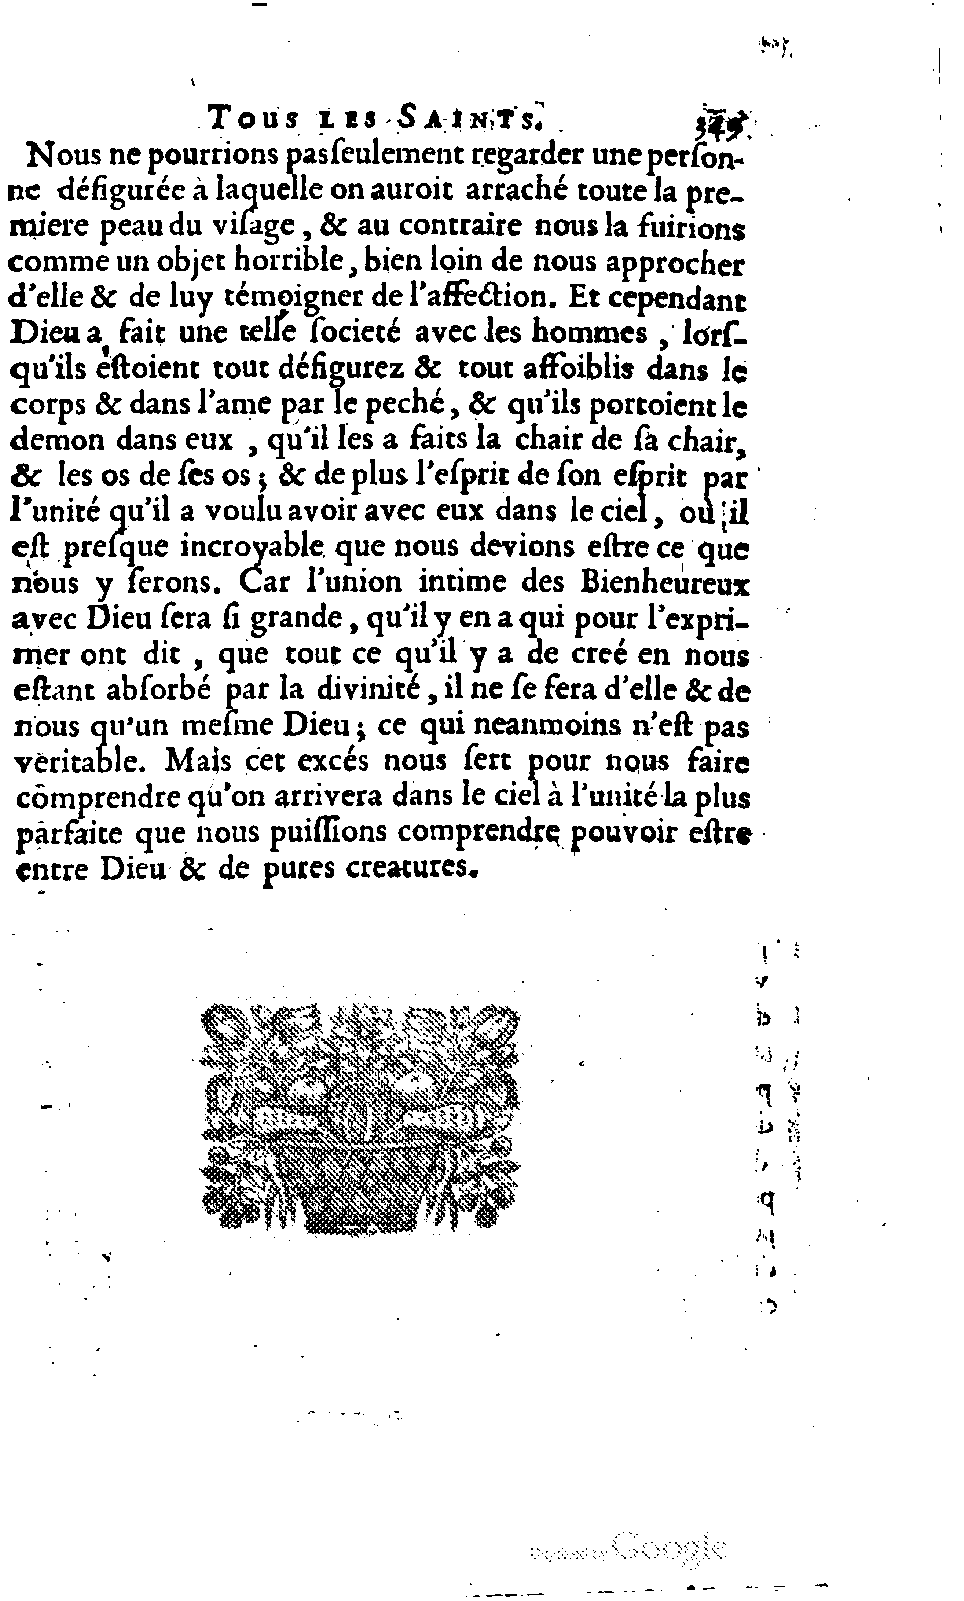 TOUS LES SAINTS. 349.
Nous ne pourrions pas ſeulement regarder une perſon-
ne défigurée à laquelle on auroit arraché toute la pre-
miere peau du viſage, & au contraire nous la fuirions
comme un objet horrible, bien loin de nous approcher
d'elle & de luy témoigner de l'affection. Et cependant
Dieu a fait une telle ſocieté avec les hommes, lorſ-
qu'ils eſtoient tout défigurez & tout affoiblis dans le
corps & dans l'ame par le peché, & qu'ils portoient le
demon dans eux, qu'il les a faits la chair de ſa chair,
& les os de ſes os; & de plus l'eſprit de ſon eſprit par
l'unité qu'il a voulu avoir avec eux dans le ciel, où il
eſt preſque incroyable que nous devions eſtre ce que
nous y ſerons. Car l'union intime des Bienheureux
avec Dieu ſera ſi grande, qu'il y en a qui pour l'expri-
mer ont dit, que tout ce qu'il y a de creé en nous
eſtant abſorbé par la divinité, il ne ſe fera d'elle & de
nous qu'un meſme Dieu; ce qui neanmoins n'eſt pas
veritable. Mais cet excés nous ſert pour nous faire
comprendre qu'on arrivera dans le ciel à l'unité la plus
parfaite que nous puiſſions comprendre pouvoir eſtre
entre Dieu & de pures creatures.
Google